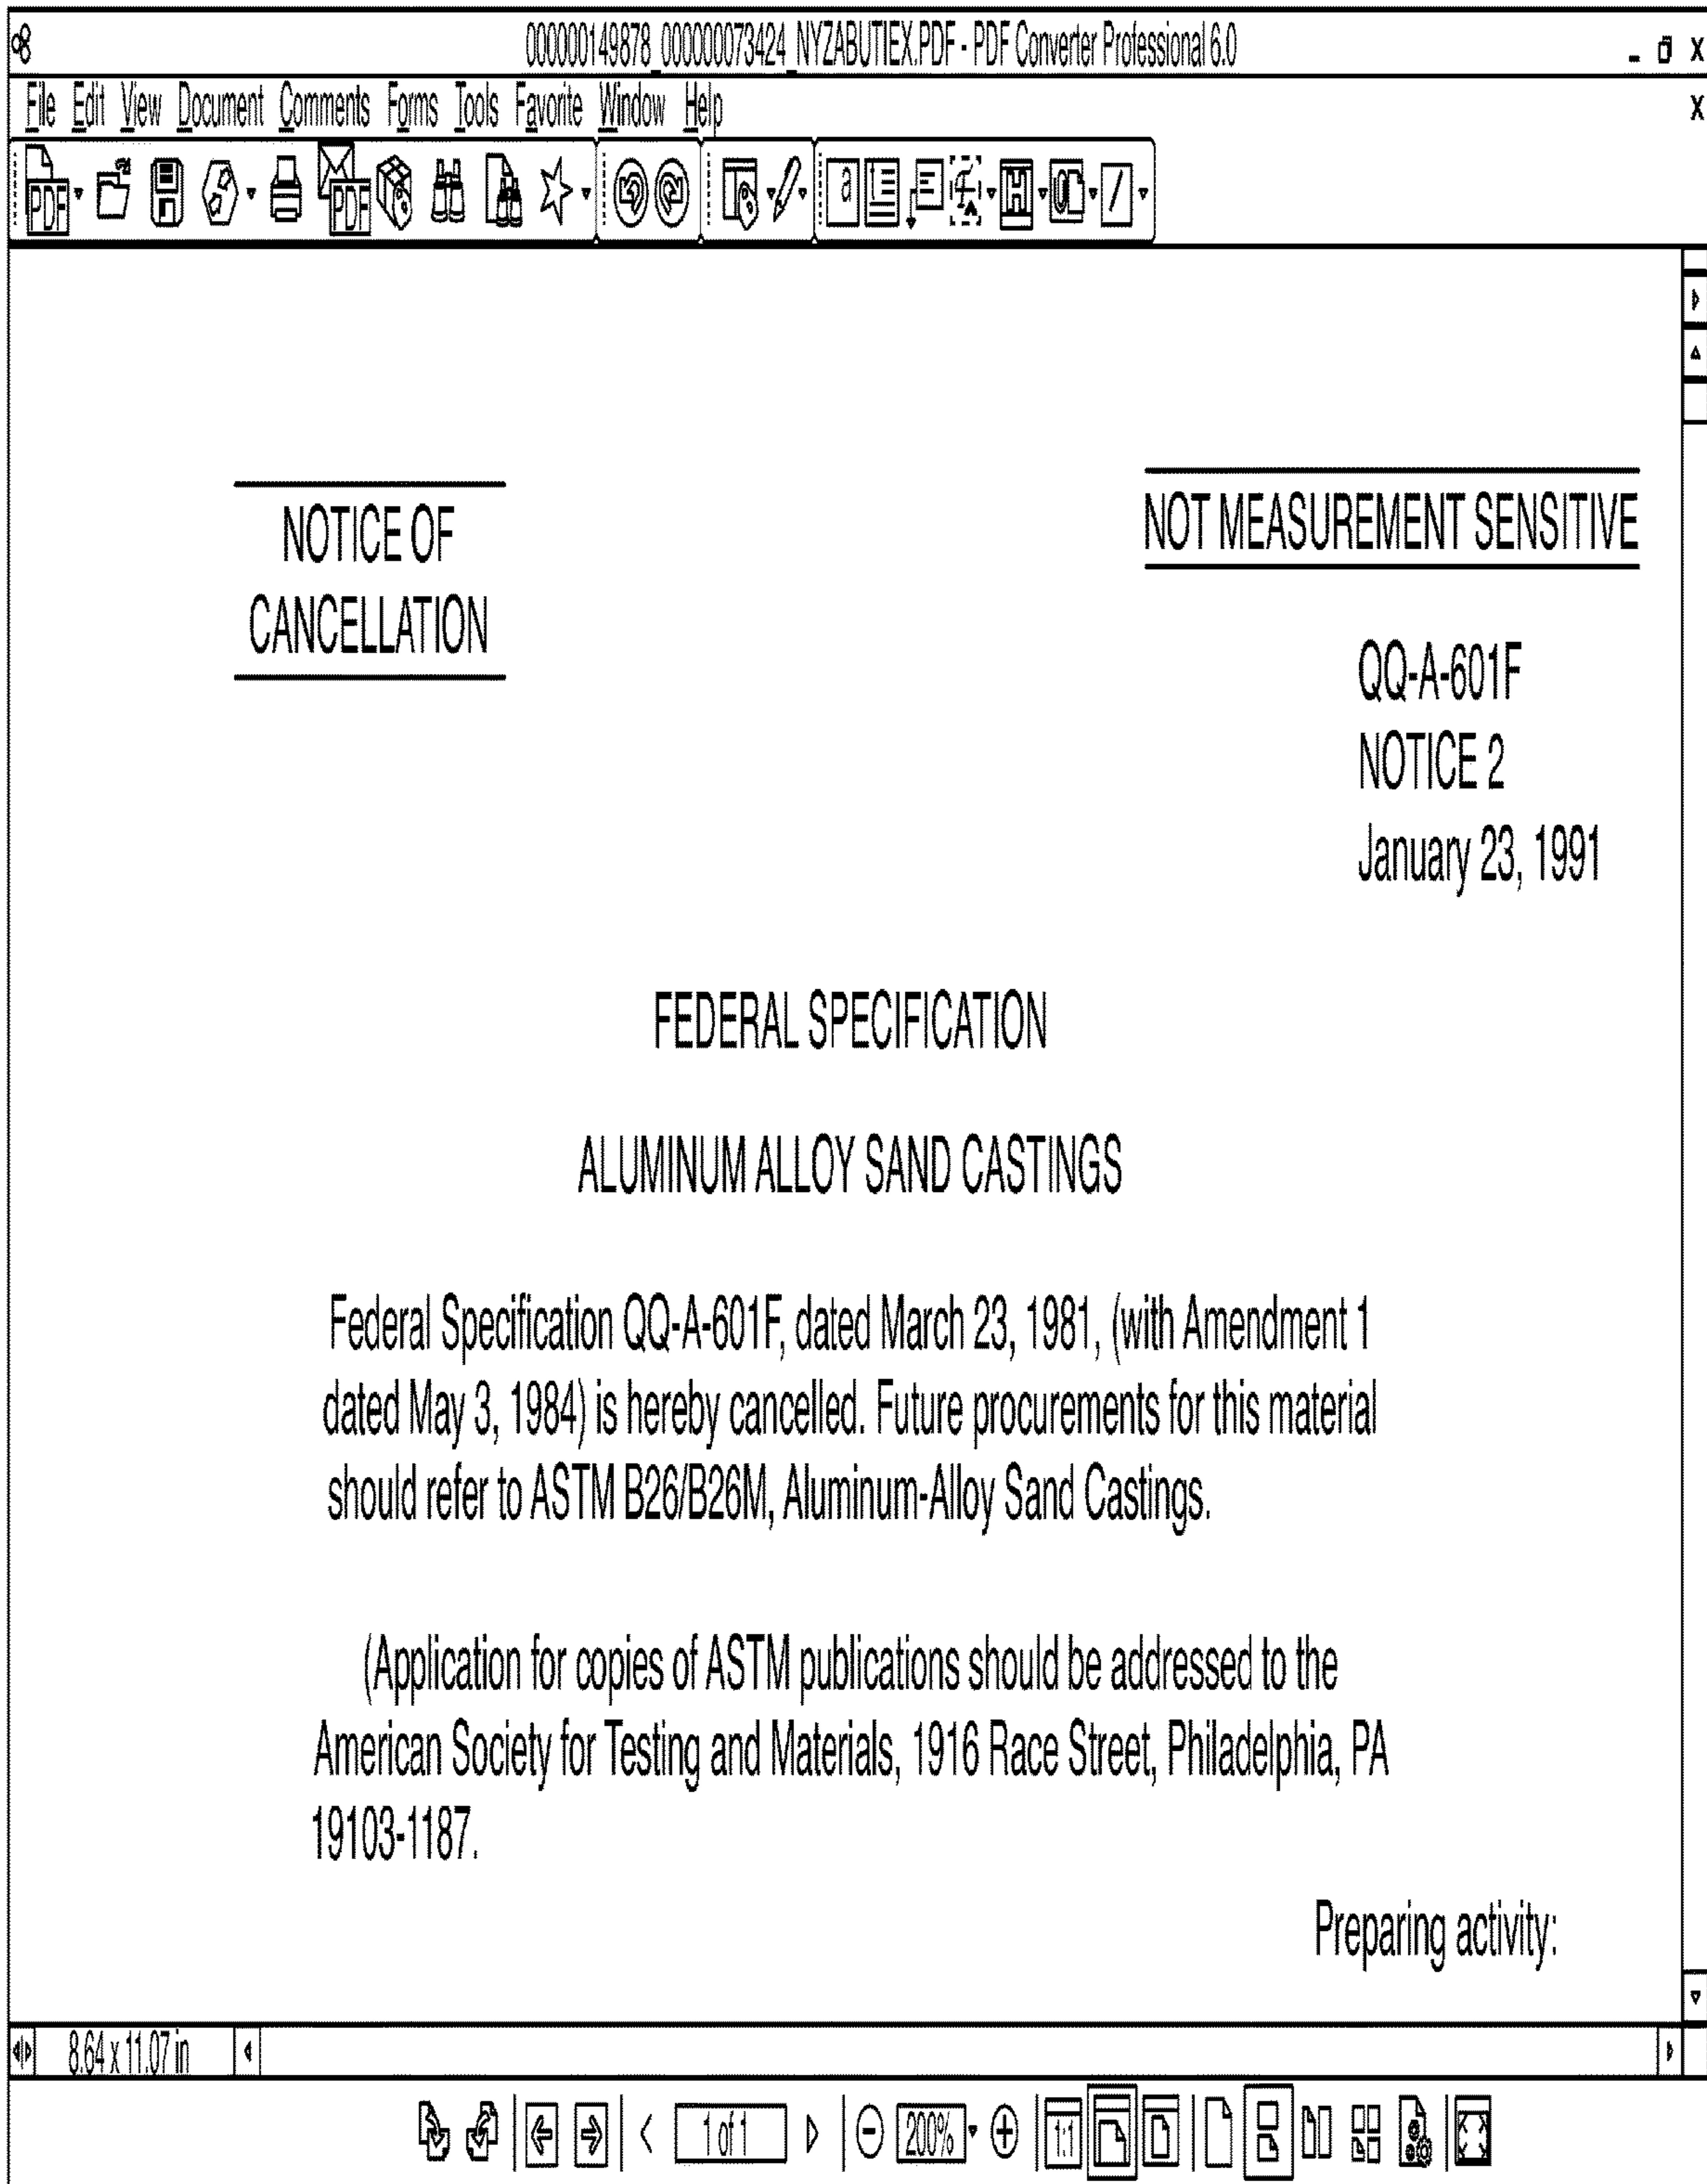 000000149878_000000073424_NYZABUTIEX.PDF - PDF Converter Professional 6.0
File Edit View Document Comments Forms Tools Favorite Window Help
PDF PDF a H
NOTICE OF
CANCELLATION
NOT MEASUREMENT SENSITIVE
QQ-A-601F
NOTICE 2
January 23, 1991
FEDERAL SPECIFICATION
ALUMINUM ALLOY SAND CASTINGS
Federal Specification QQ-A-601F, dated March 23, 1981, (with Amendment 1
dated May 3, 1984) is hereby cancelled. Future procurements for this material
should refer to ASTM B26/B26M, Aluminum-Alloy Sand Castings.
(Application for copies of ASTM publications should be addressed to the
American Society for Testing and Materials, 1916 Race Street, Philadelphia, PA
19103-1187.
Preparing activity:
8.64 x 11.07 in
1 of 1 200% 1:1